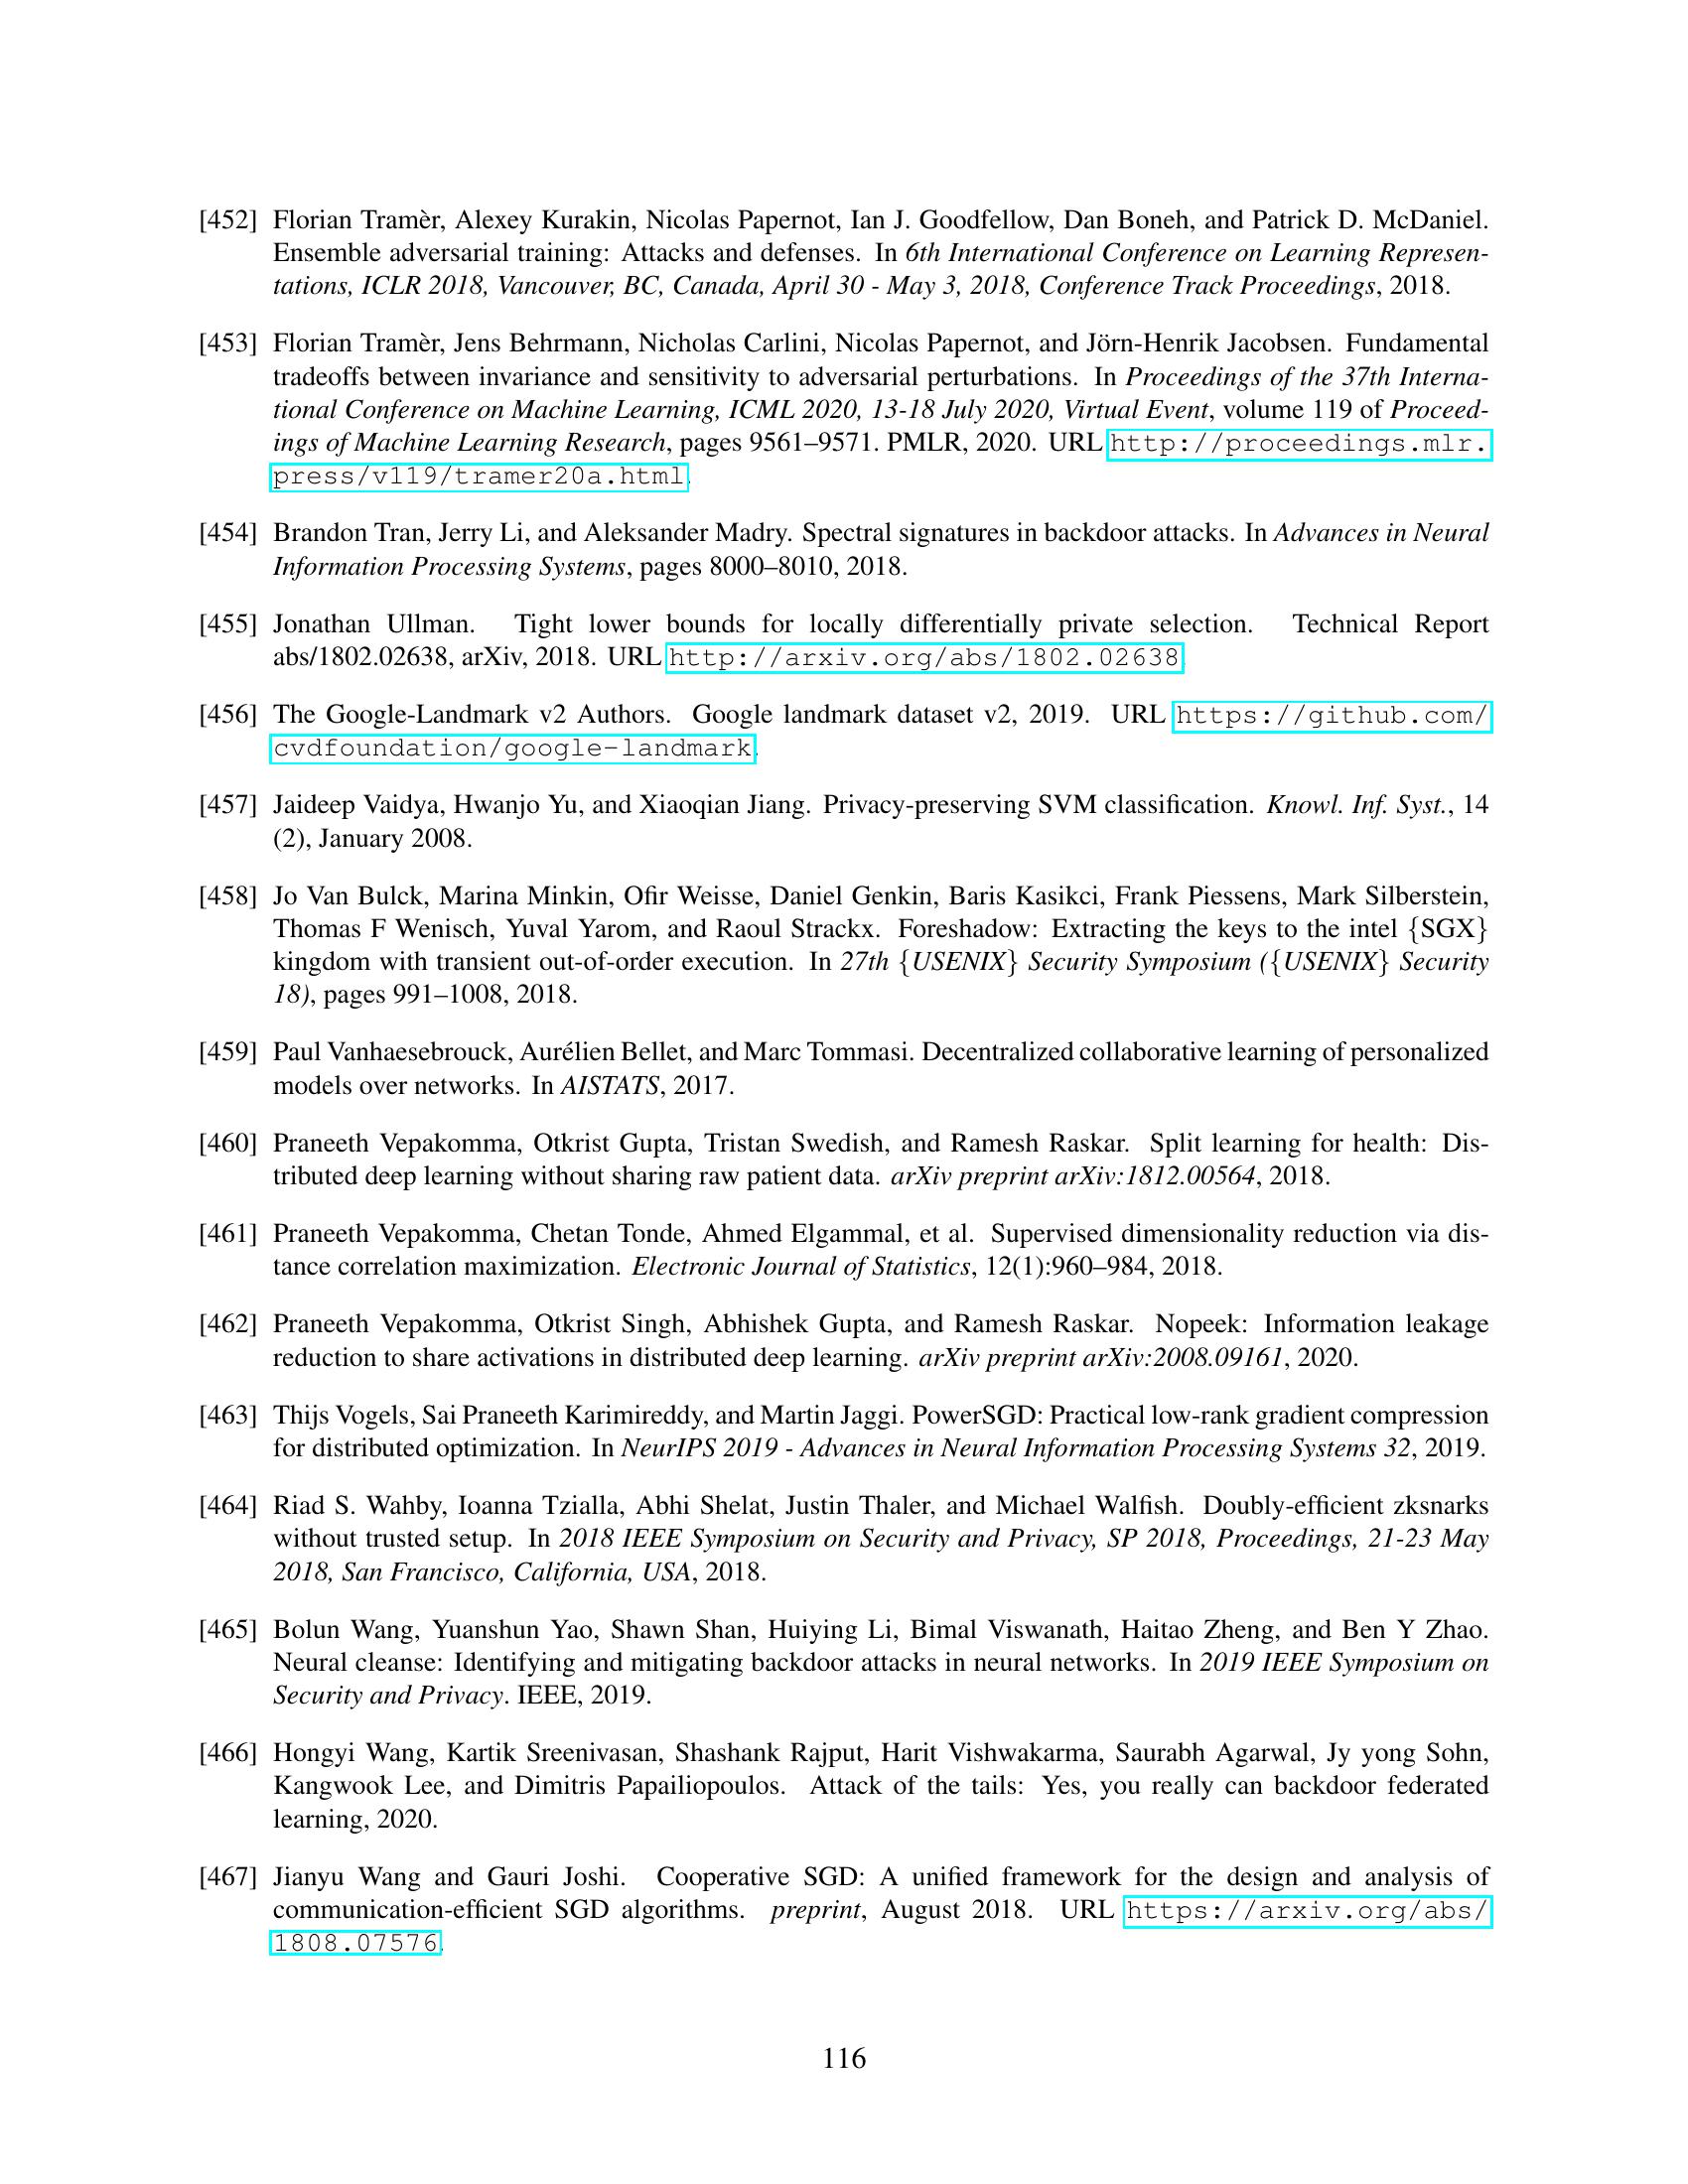 [452] Florian Tramèr, Alexey Kurakin, Nicolas Papernot, Ian J. Goodfellow, Dan Boneh, and Patrick D. McDaniel.
Ensemble adversarial training: Attacks and defenses. In 6th International Conference on Learning Represen-
tations, ICLR 2018, Vancouver, BC, Canada, April 30 - May 3, 2018, Conference Track Proceedings, 2018.
[453] Florian Tramèr, Jens Behrmann, Nicholas Carlini, Nicolas Papernot, and Jörn-Henrik Jacobsen. Fundamental
tradeoffs between invariance and sensitivity to adversarial perturbations. In Proceedings of the 37th Interna-
tional Conference on Machine Learning, ICML 2020, 13-18 July 2020, Virtual Event, volume 119 of Proceed-
ings of Machine Learning Research, pages 9561–9571. PMLR, 2020. URL http://proceedings.mlr.
press/v119/tramer20a.html.
[454] Brandon Tran, Jerry Li, and Aleksander Madry. Spectral signatures in backdoor attacks. In Advances in Neural
Information Processing Systems, pages 8000–8010, 2018.
[455] Jonathan Ullman. Tight lower bounds for locally differentially private selection. Technical Report
abs/1802.02638, arXiv, 2018. URL http://arxiv.org/abs/1802.02638
[456] The Google-Landmark v2 Authors. Google landmark dataset v2, 2019. URL https://github.com/
cvdfoundation/google-landmark.
[457] Jaideep Vaidya, Hwanjo Yu, and Xiaoqian Jiang. Privacy-preserving SVM classification. Knowl. Inf. Syst., 14
(2), January 2008.
[458] Jo Van Bulck, Marina Minkin, Ofir Weisse, Daniel Genkin, Baris Kasikci, Frank Piessens, Mark Silberstein,
Thomas F Wenisch, Yuval Yarom, and Raoul Strackx. Foreshadow: Extracting the keys to the intel {SGX}
kingdom with transient out-of-order execution. In 27th {USENIX} Security Symposium ({USENIX} Security
18), pages 991–1008, 2018.
[459] Paul Vanhaesebrouck, Aurélien Bellet, and Marc Tommasi. Decentralized collaborative learning of personalized
models over networks. In AISTATS, 2017.
[460] Praneeth Vepakomma, Otkrist Gupta, Tristan Swedish, and Ramesh Raskar. Split learning for health: Dis-
tributed deep learning without sharing raw patient data. arXiv preprint arXiv:1812.00564, 2018.
[461] Praneeth Vepakomma, Chetan Tonde, Ahmed Elgammal, et al. Supervised dimensionality reduction via dis-
tance correlation maximization. Electronic Journal of Statistics, 12(1):960–984, 2018.
[462] Praneeth Vepakomma, Otkrist Singh, Abhishek Gupta, and Ramesh Raskar. Nopeek: Information leakage
reduction to share activations in distributed deep learning. arXiv preprint arXiv:2008.09161, 2020.
[463] Thijs Vogels, Sai Praneeth Karimireddy, and Martin Jaggi. PowerSGD: Practical low-rank gradient compression
for distributed optimization. In NeurIPS 2019 - Advances in Neural Information Processing Systems 32, 2019.
[464] Riad S. Wahby, Ioanna Tzialla, Abhi Shelat, Justin Thaler, and Michael Walfish. Doubly-efficient zksnarks
without trusted setup. In 2018 IEEE Symposium on Security and Privacy, SP 2018, Proceedings, 21-23 May
2018, San Francisco, California, USA, 2018.
[465] Bolun Wang, Yuanshun Yao, Shawn Shan, Huiying Li, Bimal Viswanath, Haitao Zheng, and Ben Y Zhao.
Neural cleanse: Identifying and mitigating backdoor attacks in neural networks. In 2019 IEEE Symposium on
Security and Privacy. IEEE, 2019.
[466] Hongyi Wang, Kartik Sreenivasan, Shashank Rajput, Harit Vishwakarma, Saurabh Agarwal, Jy yong Sohn,
Kangwook Lee, and Dimitris Papailiopoulos. Attack of the tails: Yes, you really can backdoor federated
learning, 2020.
[467] Jianyu Wang and Gauri Joshi. Cooperative SGD: A unified framework for the design and analysis of
communication-efficient SGD algorithms. preprint, August 2018. URL https://arxiv.org/abs/
1808.07576.
116